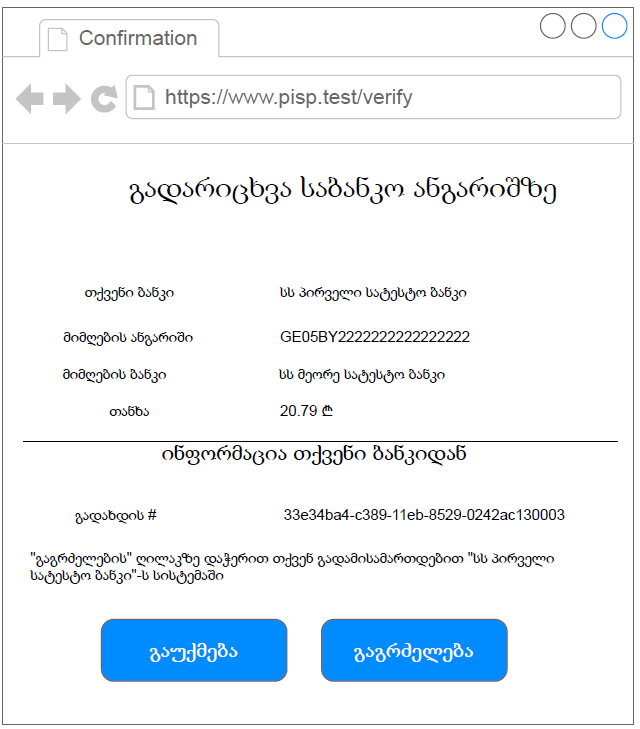 Confirmation
https://www.pisp.test/verify
გადარიცხვა საბანკო ანგარიშზე
თქვენი ბანკი სს პირველი სატესტო ბანკი
მიმღების ანგარიში GE05BY2222222222222222
მიმღების ბანკი სს მეორე სატესტო ბანკი
თანხა 20.79 ₾
ინფორმაცია თქვენი ბანკიდან
გადახდის # 33e34ba4-c389-11eb-8529-0242ac130003
"გაგრძელების" ღილაკზე დაჭერით თქვენ გადამისამართდებით "სს პირველი
სატესტო ბანკი"-ს სისტემაში
გაუქმება გაგრძელება